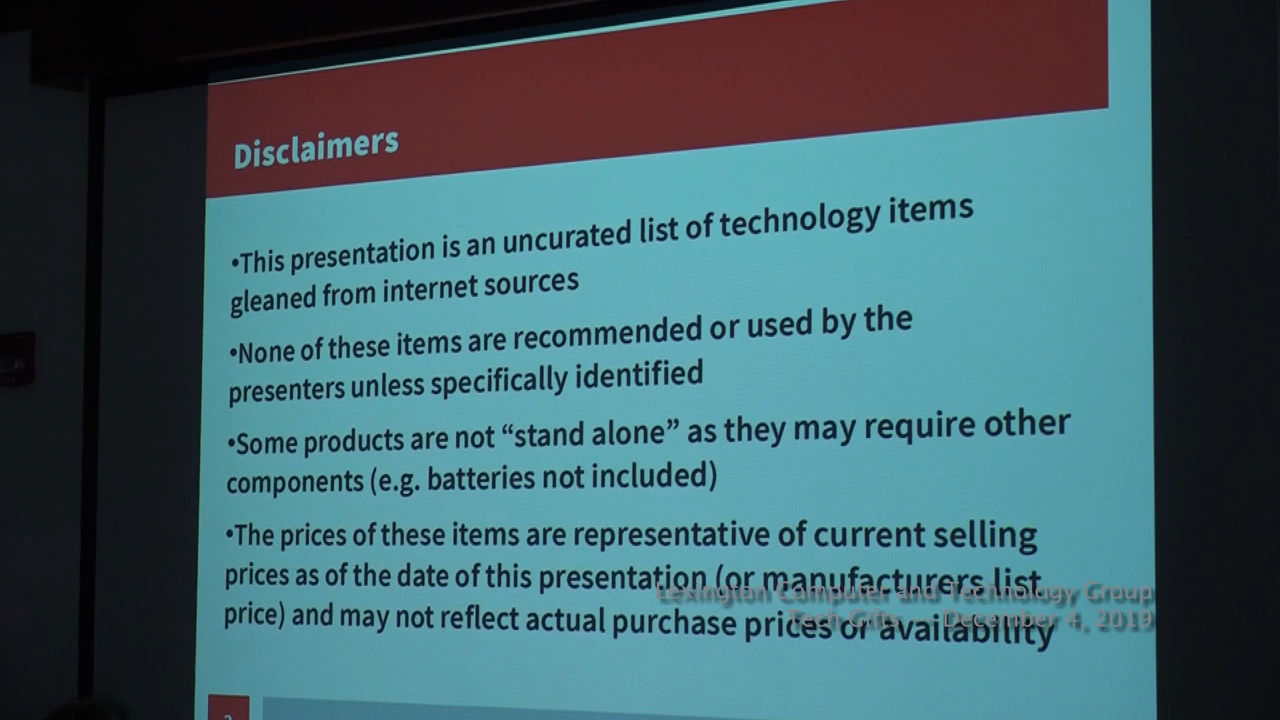 Disclaimers
•This presentation is an uncurated list of technology items
gleaned from internet sources
•None of these items are recommended or used by the
presenters unless specifically identified
•Some products are not “stand alone” as they may require other
components (e.g. batteries not included)
•The prices of these items are representative of current selling
prices as of the date of this presentation (or manufacturers list
price) and may not reflect actual purchase prices or availability
Lexington Computer and Technology Group
Tech Gifts -- December 4, 2019